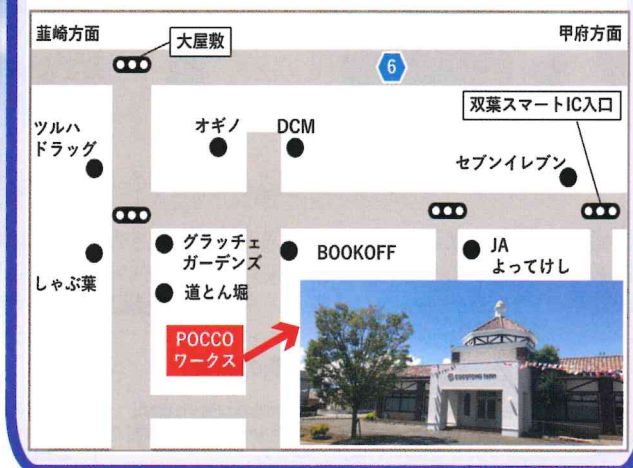 韮崎方面
大屋敷
甲府方面
6
双葉スマートIC入口
ツルハ
ドラッグ
オギノ
DCM
セブンイレブン
グラッチェ
ガーデンズ
BOOKOFF
JA
よってけし
しゃぶ葉
道とん堀
POCCO
ワークス